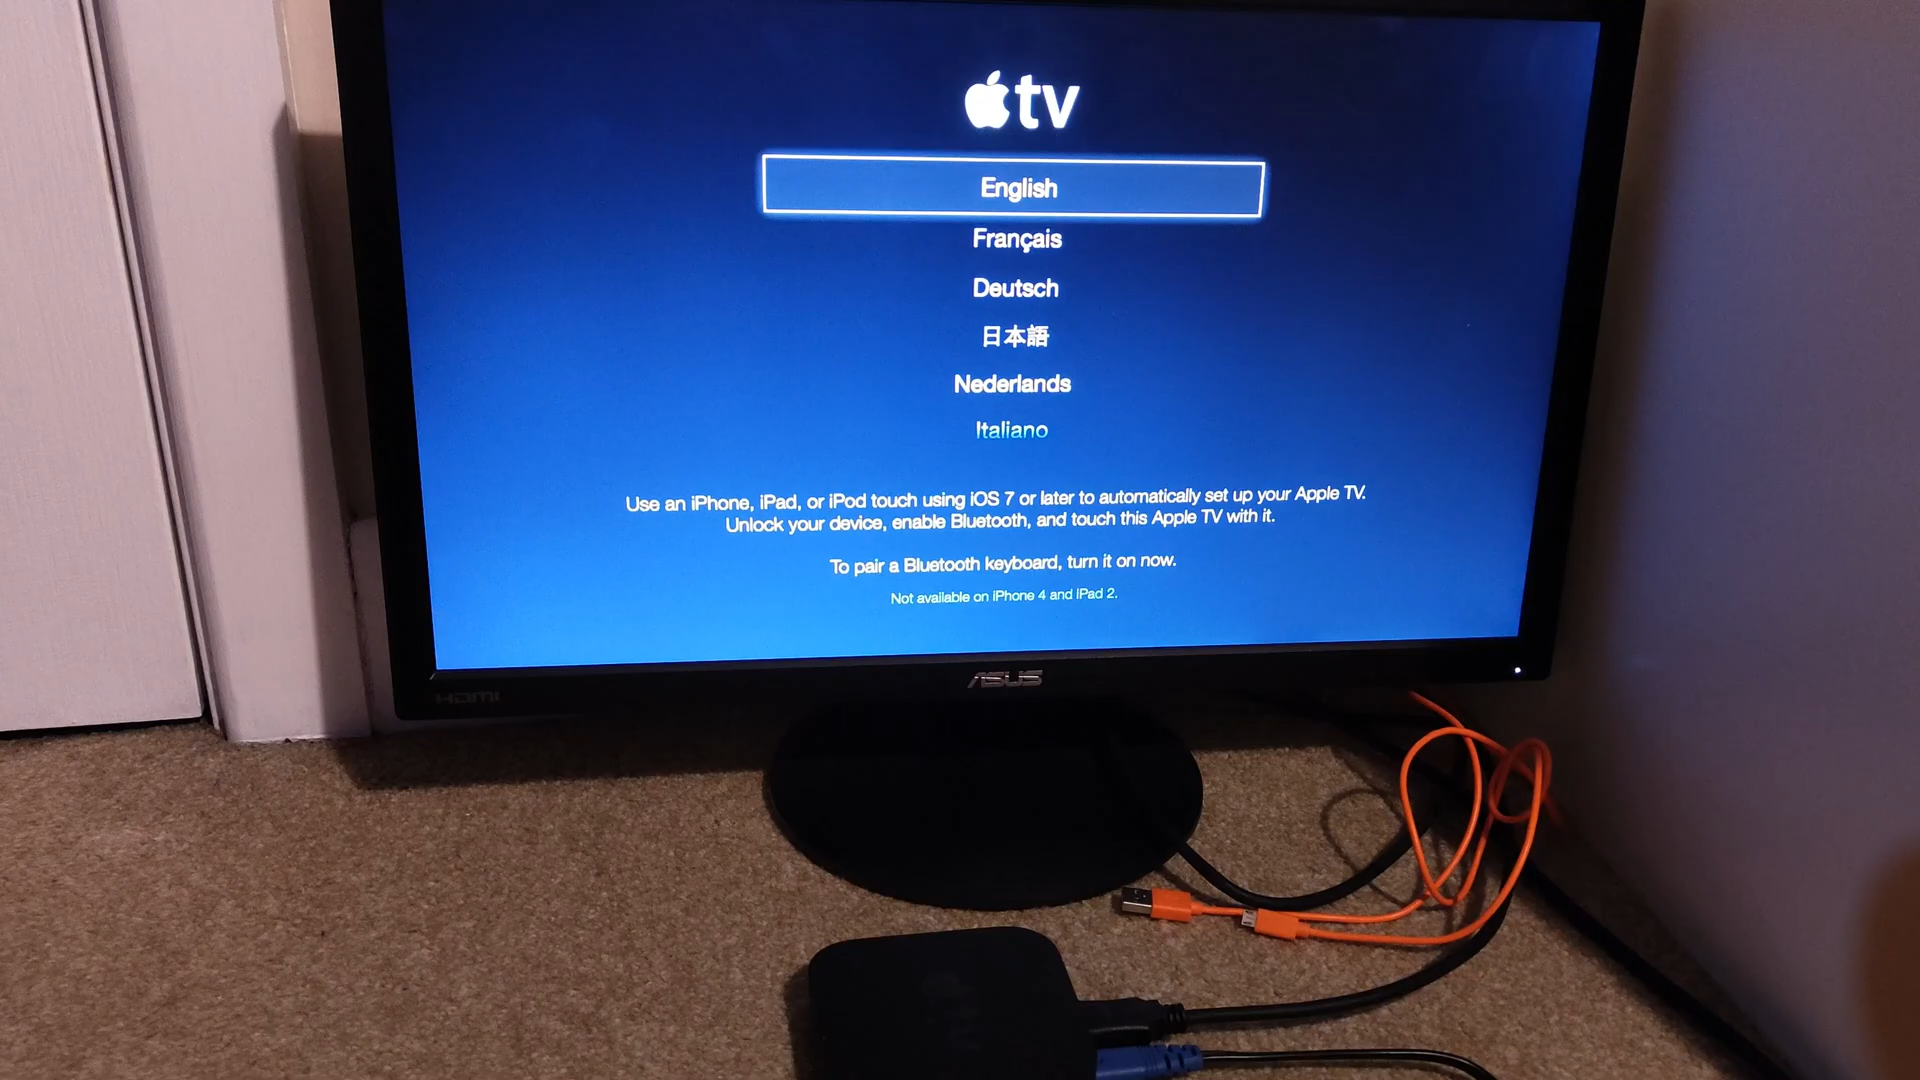 tv
English
Français
Deutsch
日本語
Nederlands
Italiano
Use an iPhone, iPad, or iPod touch using iOS 7 or later to automatically set up your Apple TV.
Unlock your device, enable Bluetooth, and touch this Apple TV with it.
To pair a Bluetooth keyboard, turn it on now.
Not available on iPhone 4 and iPad 2.
HDMI
ASUS